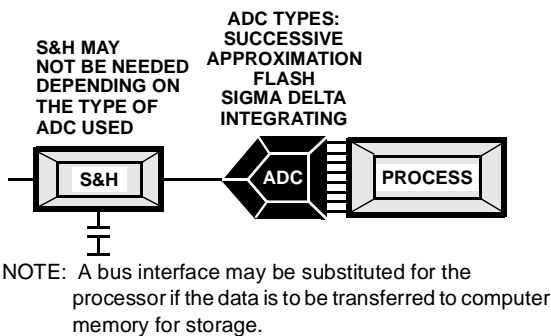 S&H MAY
NOT BE NEEDED
DEPENDING ON
THE TYPE OF
ADC USED
ADC TYPES:
SUCCESSIVE
APPROXIMATION
FLASH
SIGMA DELTA
INTEGRATING
S&H
ADC
PROCESS
NOTE: A bus interface may be substituted for the
processor if the data is to be transferred to computer
memory for storage.